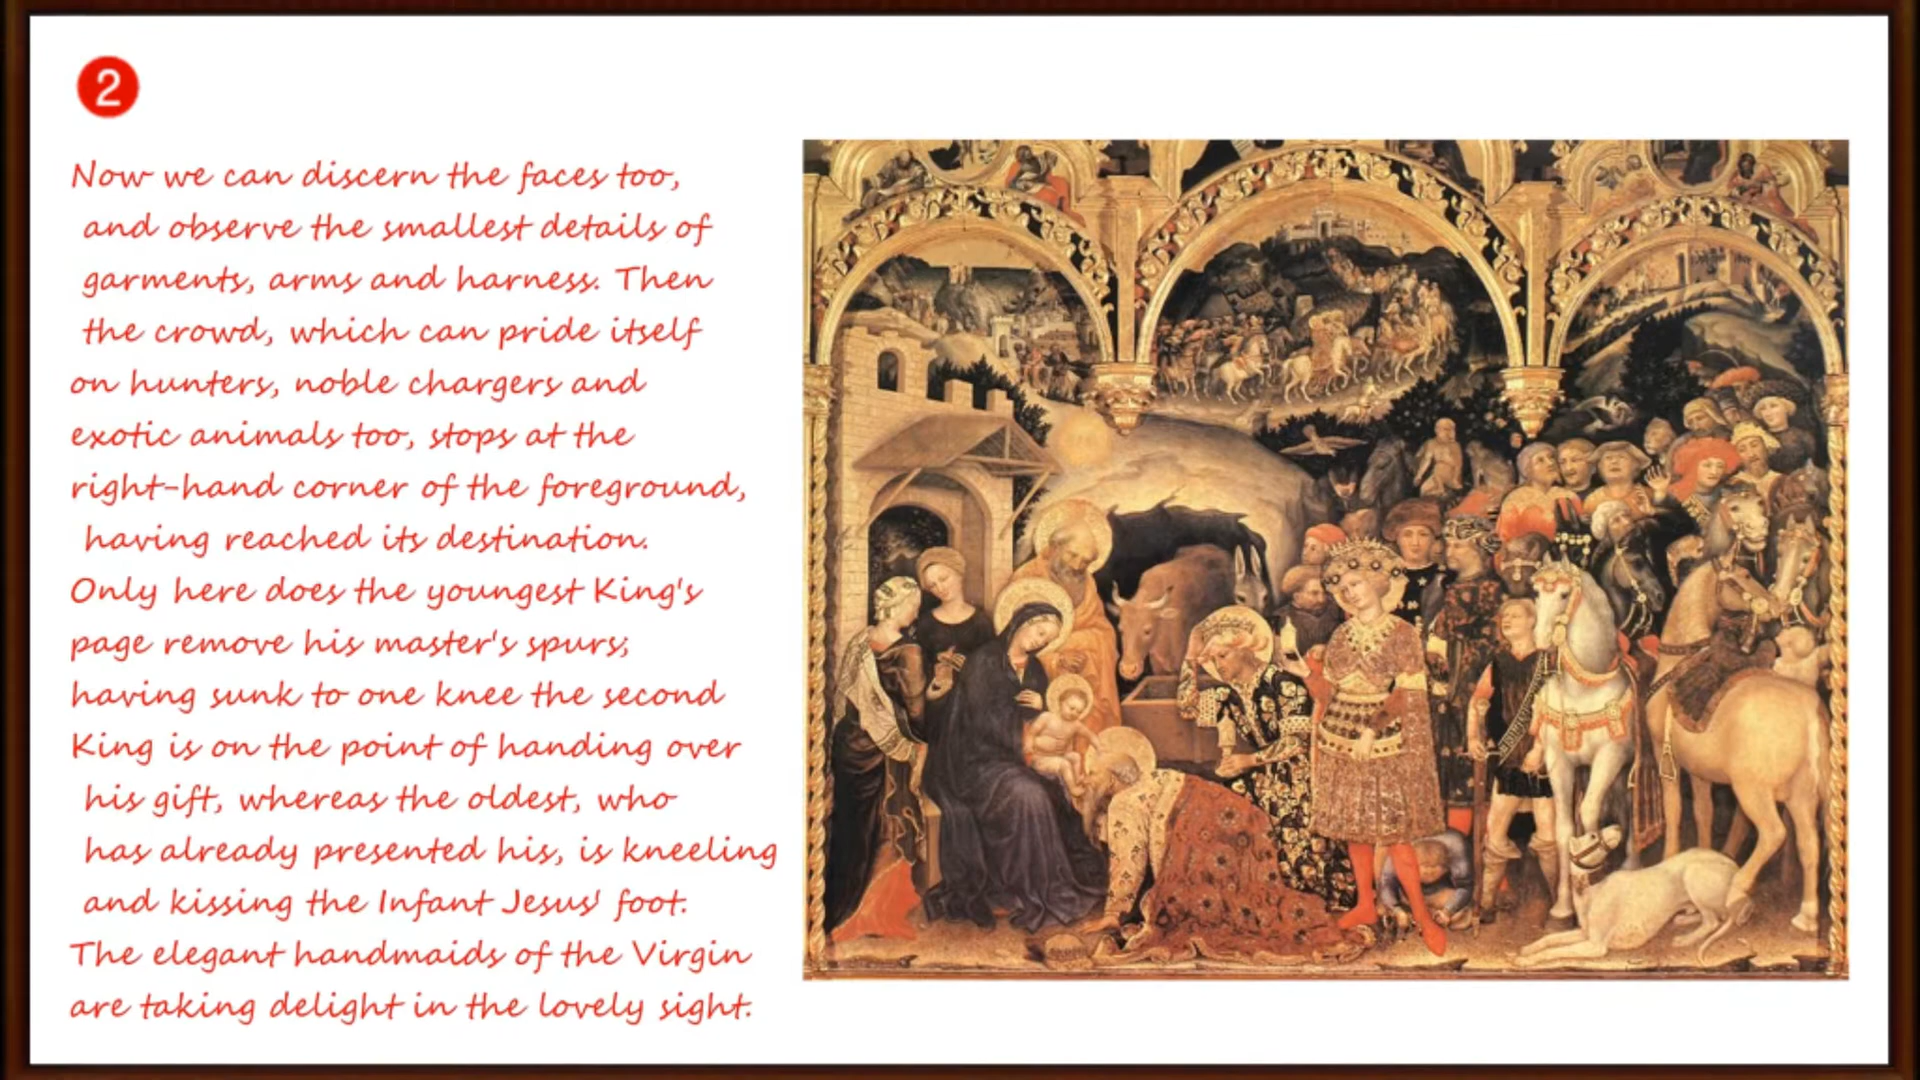 2
Now we can discern the faces too,
and observe the smallest details of
garments, arms and harness. Then
the crowd, which can pride itself
on hunters, noble chargers and
exotic animals too, stops at the
right-hand corner of the foreground,
having reached its destination.
Only here does the youngest King's
page remove his master's spurs;
having sunk to one knee the second
King is on the point of handing over
his gift, whereas the oldest, who
has already presented his, is kneeling
and kissing the Infant Jesus' foot.
The elegant handmaids of the Virgin
are taking delight in the lovely sight.